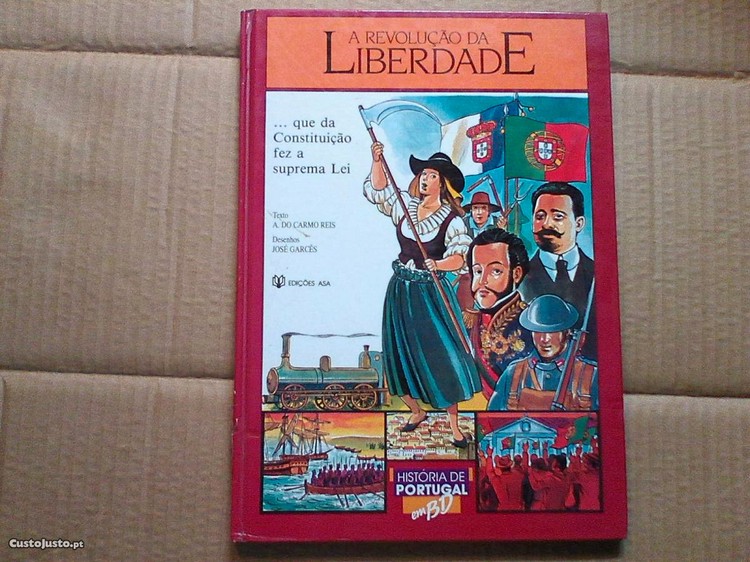 A REVOLUÇÃO DA
LIBERDADE
... que da
Constituição
fez a
suprema Lei
Texto
A. DO CARMO REIS
Desenhos
JOSÉ GARCÊS
EDIÇÕES ASA
HISTÓRIA DE
PORTUGAL
em BD
CustoJusto.pt